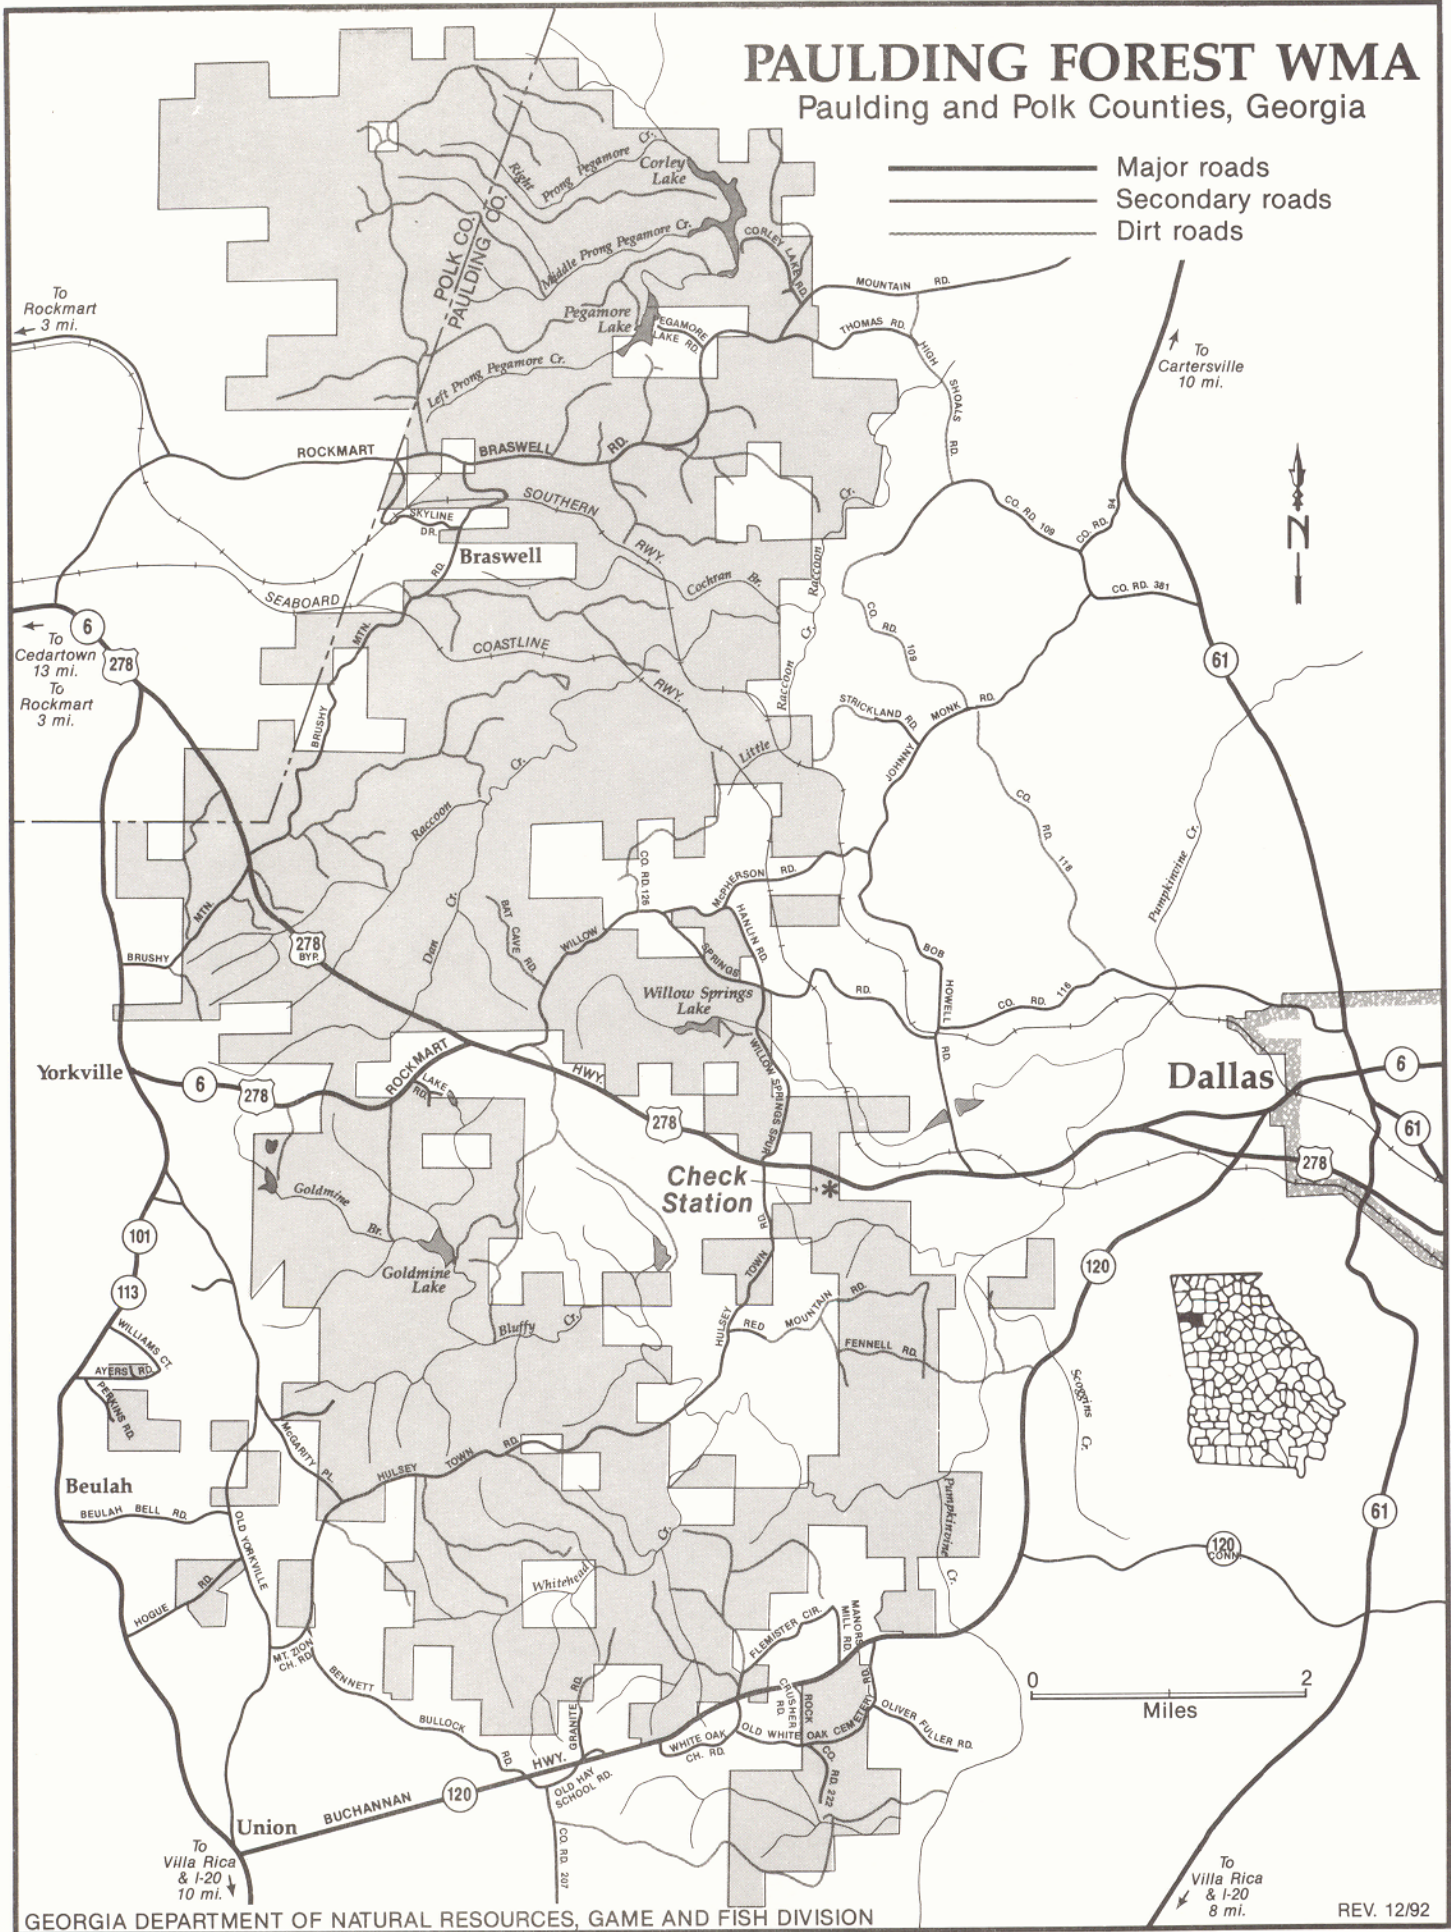 PAULDING FOREST WMA
Paulding and Polk Counties, Georgia
Major roads
Secondary roads
Dirt roads
Right Prong Pegamore Cr.
Corley
Lake
POLK CO.
PAULDING CO.
Middle Prong Pegamore Cr.
CORLEY LAKE RD.
MOUNTAIN RD.
To
Rockmart
3 mi.
Pegamore
Lake
PEGAMORE
LAKE RD.
THOMAS RD.
HIGH SHOALS RD.
To
Cartersville
10 mi.
Left Prong Pegamore Cr.
ROCKMART BRASWELL RD.
SOUTHERN RWY.
SKYLINE
DR.
Cr.
CO. RD. 109
CO. RD. 94
N
Braswell
RD.
Cochran Br.
Raccoon
CO. RD. 381
SEABOARD
COASTLINE
RWY.
MTN.
BRUSHY
Cr.
Raccoon
CO. RD. 109
6
To
Cedartown
13 mi.
To
Rockmart
3 mi.
278
61
STRICKLAND RD.
JOHNNY MONK RD.
Little
Raccoon Cr.
CO. RD. 118
Pumpkinvine Cr.
CO. RD. 126
McPHERSON RD.
HANLIN RD.
Dan Cr.
BAT
CAVE
RD.
WILLOW SPRINGS RD.
BRUSHY MTN.
278
BYP.
BOB
HOWELL
RD.
CO. RD. 116
Willow Springs
Lake
WILLOW SPRINGS SPUR
Yorkville
6
278
ROCKMART HWY.
LAKE
RD.
278
Dallas
6
61
278
Check
Station
*
Goldmine Br.
Goldmine
Lake
101
113
HULSEY TOWN RD.
120
WILLIAMS CT.
AYERS RD.
PERKINS RD.
Bluffy Cr.
RED MOUNTAIN RD.
FENNELL RD.
Scoggins Cr.
McGARITY PL.
HULSEY TOWN RD.
Beulah
BEULAH BELL RD.
OLD YORKVILLE
Pumpkinvine Cr.
61
120
CONN.
Whitehead Cr.
HOGUE RD.
MT. ZION
CH. RD.
BENNETT BULLOCK RD.
FLEMISTER CIR.
MANORS
MILL RD.
GRANITE RD.
CRUSHER
RD.
ROCK
OLD WHITE OAK CEMETERY RD.
OLIVER FULLER RD.
WHITE OAK
CH. RD.
CO. RD. 222
0 2
Miles
BUCHANNAN 120 HWY.
OLD HAY
SCHOOL RD.
CO. RD. 207
Union
To
Villa Rica
& I-20
10 mi.
To
Villa Rica
& I-20
8 mi.
GEORGIA DEPARTMENT OF NATURAL RESOURCES, GAME AND FISH DIVISION
REV. 12/92